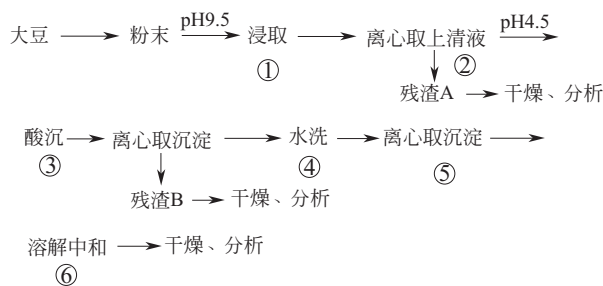 大豆 → 粉末 pH9.5 → 浸取 → 离心取上清液 pH4.5 →
① ②
残渣A → 干燥、分析
酸沉 → 离心取沉淀 → 水洗 → 离心取沉淀 →
③ ④ ⑤
残渣B → 干燥、分析
溶解中和 → 干燥、分析
⑥